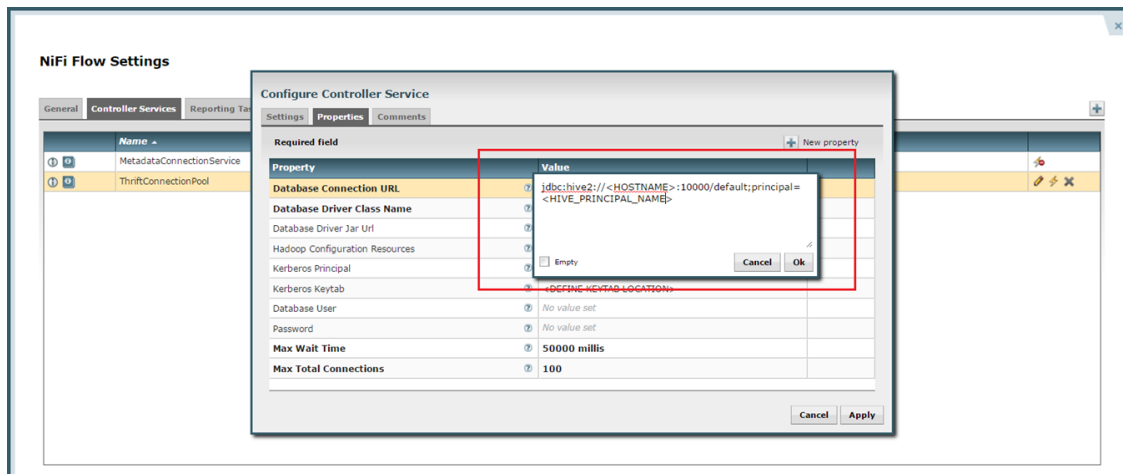 NiFi Flow Settings
General Controller Services Reporting Tas
Name
MetadataConnectionService
ThriftConnectionPool
Configure Controller Service
Settings Properties Comments
Required field New property
Property Value
Database Connection URL
jdbc:hive2://<HOSTNAME>:10000/default;principal=
<HIVE_PRINCIPAL_NAME>
Database Driver Class Name
Database Driver Jar Url
Hadoop Configuration Resources
Kerberos Principal
Empty Cancel Ok
Kerberos Keytab <DEFINE KEYTAB LOCATION>
Database User No value set
Password No value set
Max Wait Time 50000 millis
Max Total Connections 100
Cancel Apply